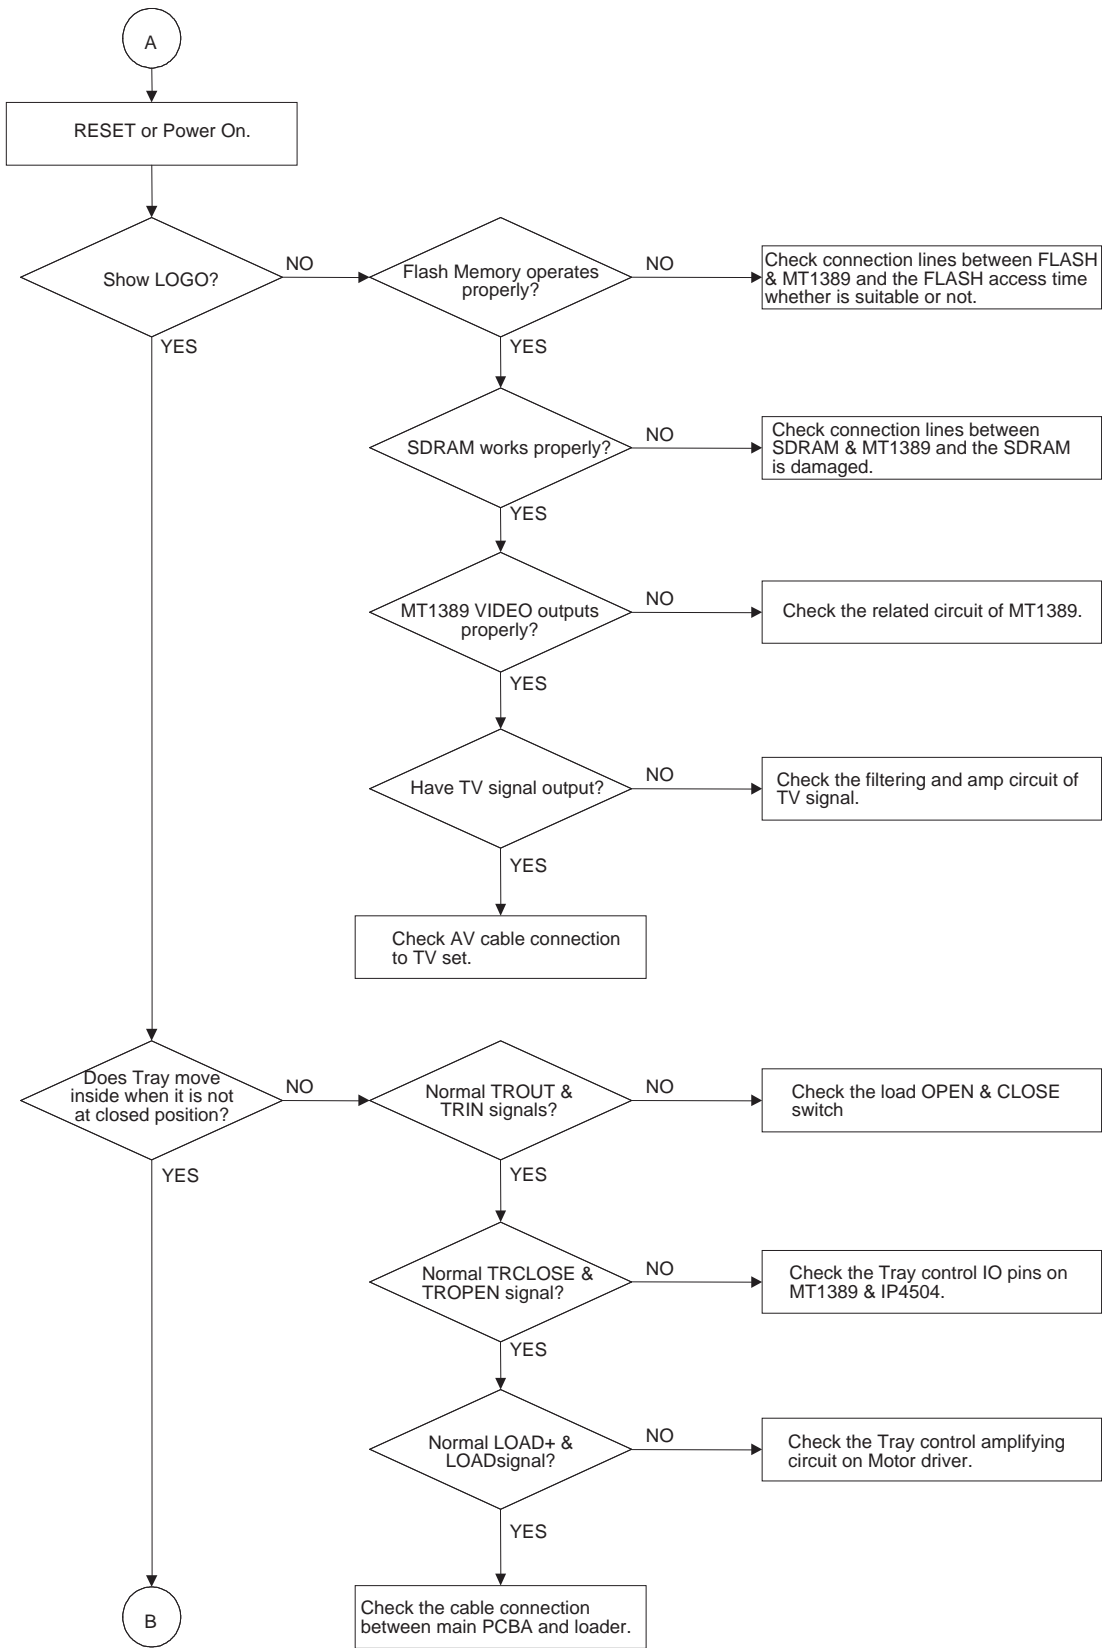 A
RESET or Power On.
Show LOGO?
NO
Flash Memory operates
properly?
NO
Check connection lines between FLASH
& MT1389 and the FLASH access time
whether is suitable or not.
YES
YES
SDRAM works properly?
NO
Check connection lines between
SDRAM & MT1389 and the SDRAM
is damaged.
YES
MT1389 VIDEO outputs
properly?
NO
Check the related circuit of MT1389.
YES
Have TV signal output?
NO
Check the filtering and amp circuit of
TV signal.
YES
Check AV cable connection
to TV set.
Does Tray move
inside when it is not
at closed position?
NO
Normal TROUT &
TRIN signals?
NO
Check the load OPEN & CLOSE
switch
YES
YES
Normal TRCLOSE &
TROPEN signal?
NO
Check the Tray control IO pins on
MT1389 & IP4504.
YES
Normal LOAD+ &
LOADsignal?
NO
Check the Tray control amplifying
circuit on Motor driver.
YES
Check the cable connection
between main PCBA and loader.
B